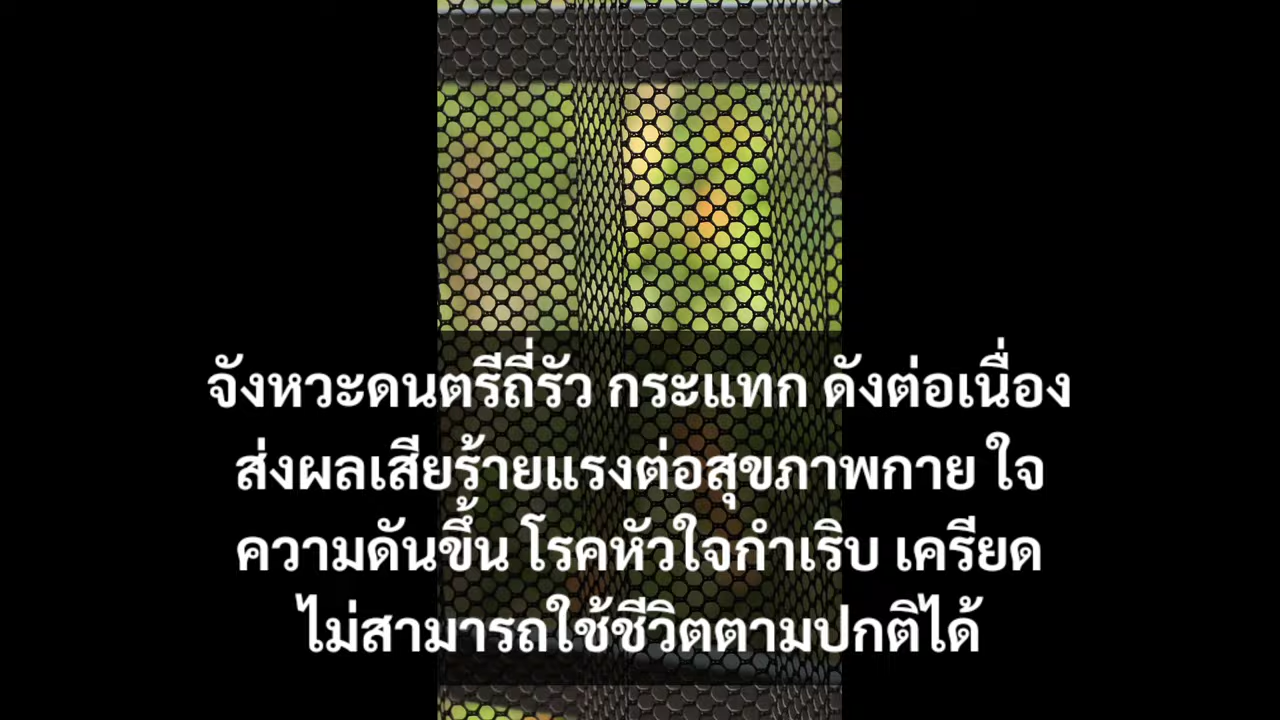 จังหวะดนตรีถี่รัว กระแทก ดังต่อเนื่อง
ส่งผลเสียร้ายแรงต่อสุขภาพกาย ใจ
ความดันขึ้น โรคหัวใจกำเริบ เครียด
ไม่สามารถใช้ชีวิตตามปกติได้